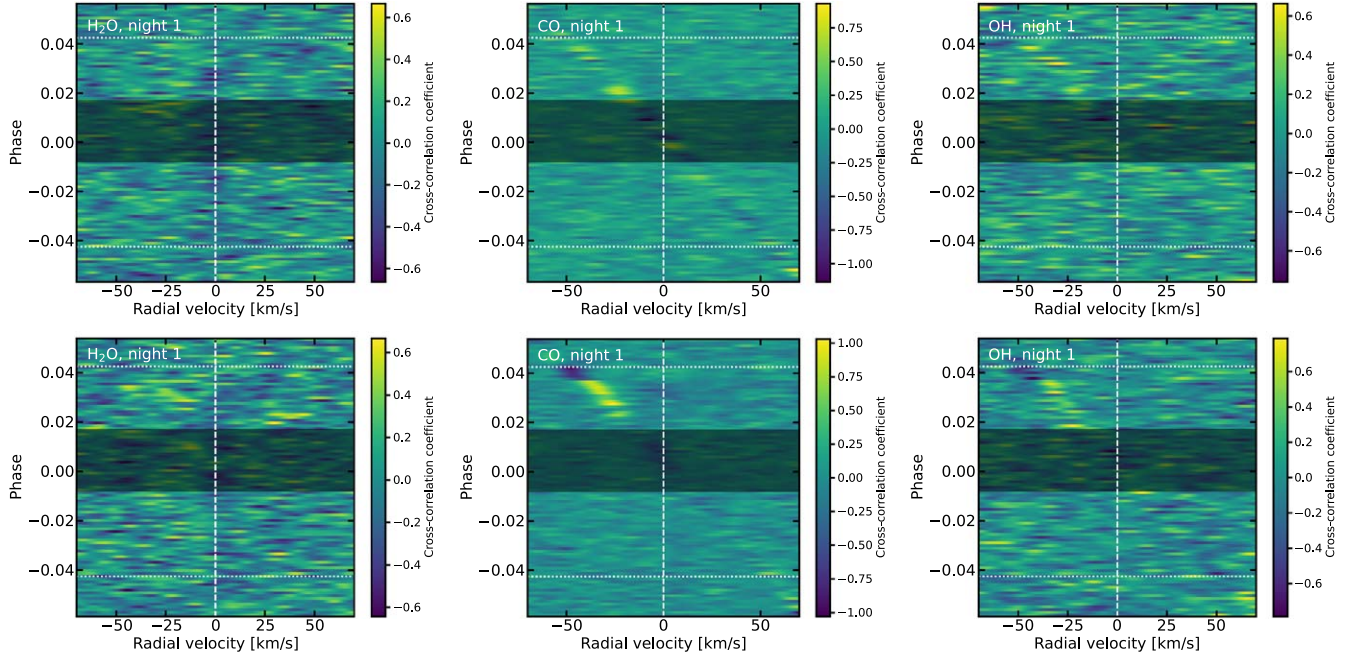 H₂O, night 1
0.04
0.02
0.00
−0.02
−0.04
Phase
−50 −25 0 25 50
Radial velocity [km/s]
0.6
0.4
0.2
0.0
−0.2
−0.4
−0.6
Cross-correlation coefficient
CO, night 1
0.04
0.02
0.00
−0.02
−0.04
Phase
−50 0 50
Radial velocity [km/s]
0.75
0.50
0.25
0.00
−0.25
−0.50
−0.75
−1.00
Cross-correlation coefficient
OH, night 1
0.04
0.02
0.00
−0.02
−0.04
Phase
−50 −25 0 25 50
Radial velocity [km/s]
0.6
0.4
0.2
0.0
−0.2
−0.4
−0.6
Cross-correlation coefficient
H₂O, night 1
0.04
0.02
0.00
−0.02
−0.04
Phase
−50 −25 0 25 50
Radial velocity [km/s]
0.6
0.4
0.2
0.0
−0.2
−0.4
−0.6
Cross-correlation coefficient
CO, night 1
0.04
0.02
0.00
−0.02
−0.04
Phase
−50 0 50
Radial velocity [km/s]
1.00
0.75
0.50
0.25
0.00
−0.25
−0.50
−0.75
−1.00
Cross-correlation coefficient
OH, night 1
0.04
0.02
0.00
−0.02
−0.04
Phase
−50 −25 0 25 50
Radial velocity [km/s]
0.6
0.4
0.2
0.0
−0.2
−0.4
−0.6
Cross-correlation coefficient